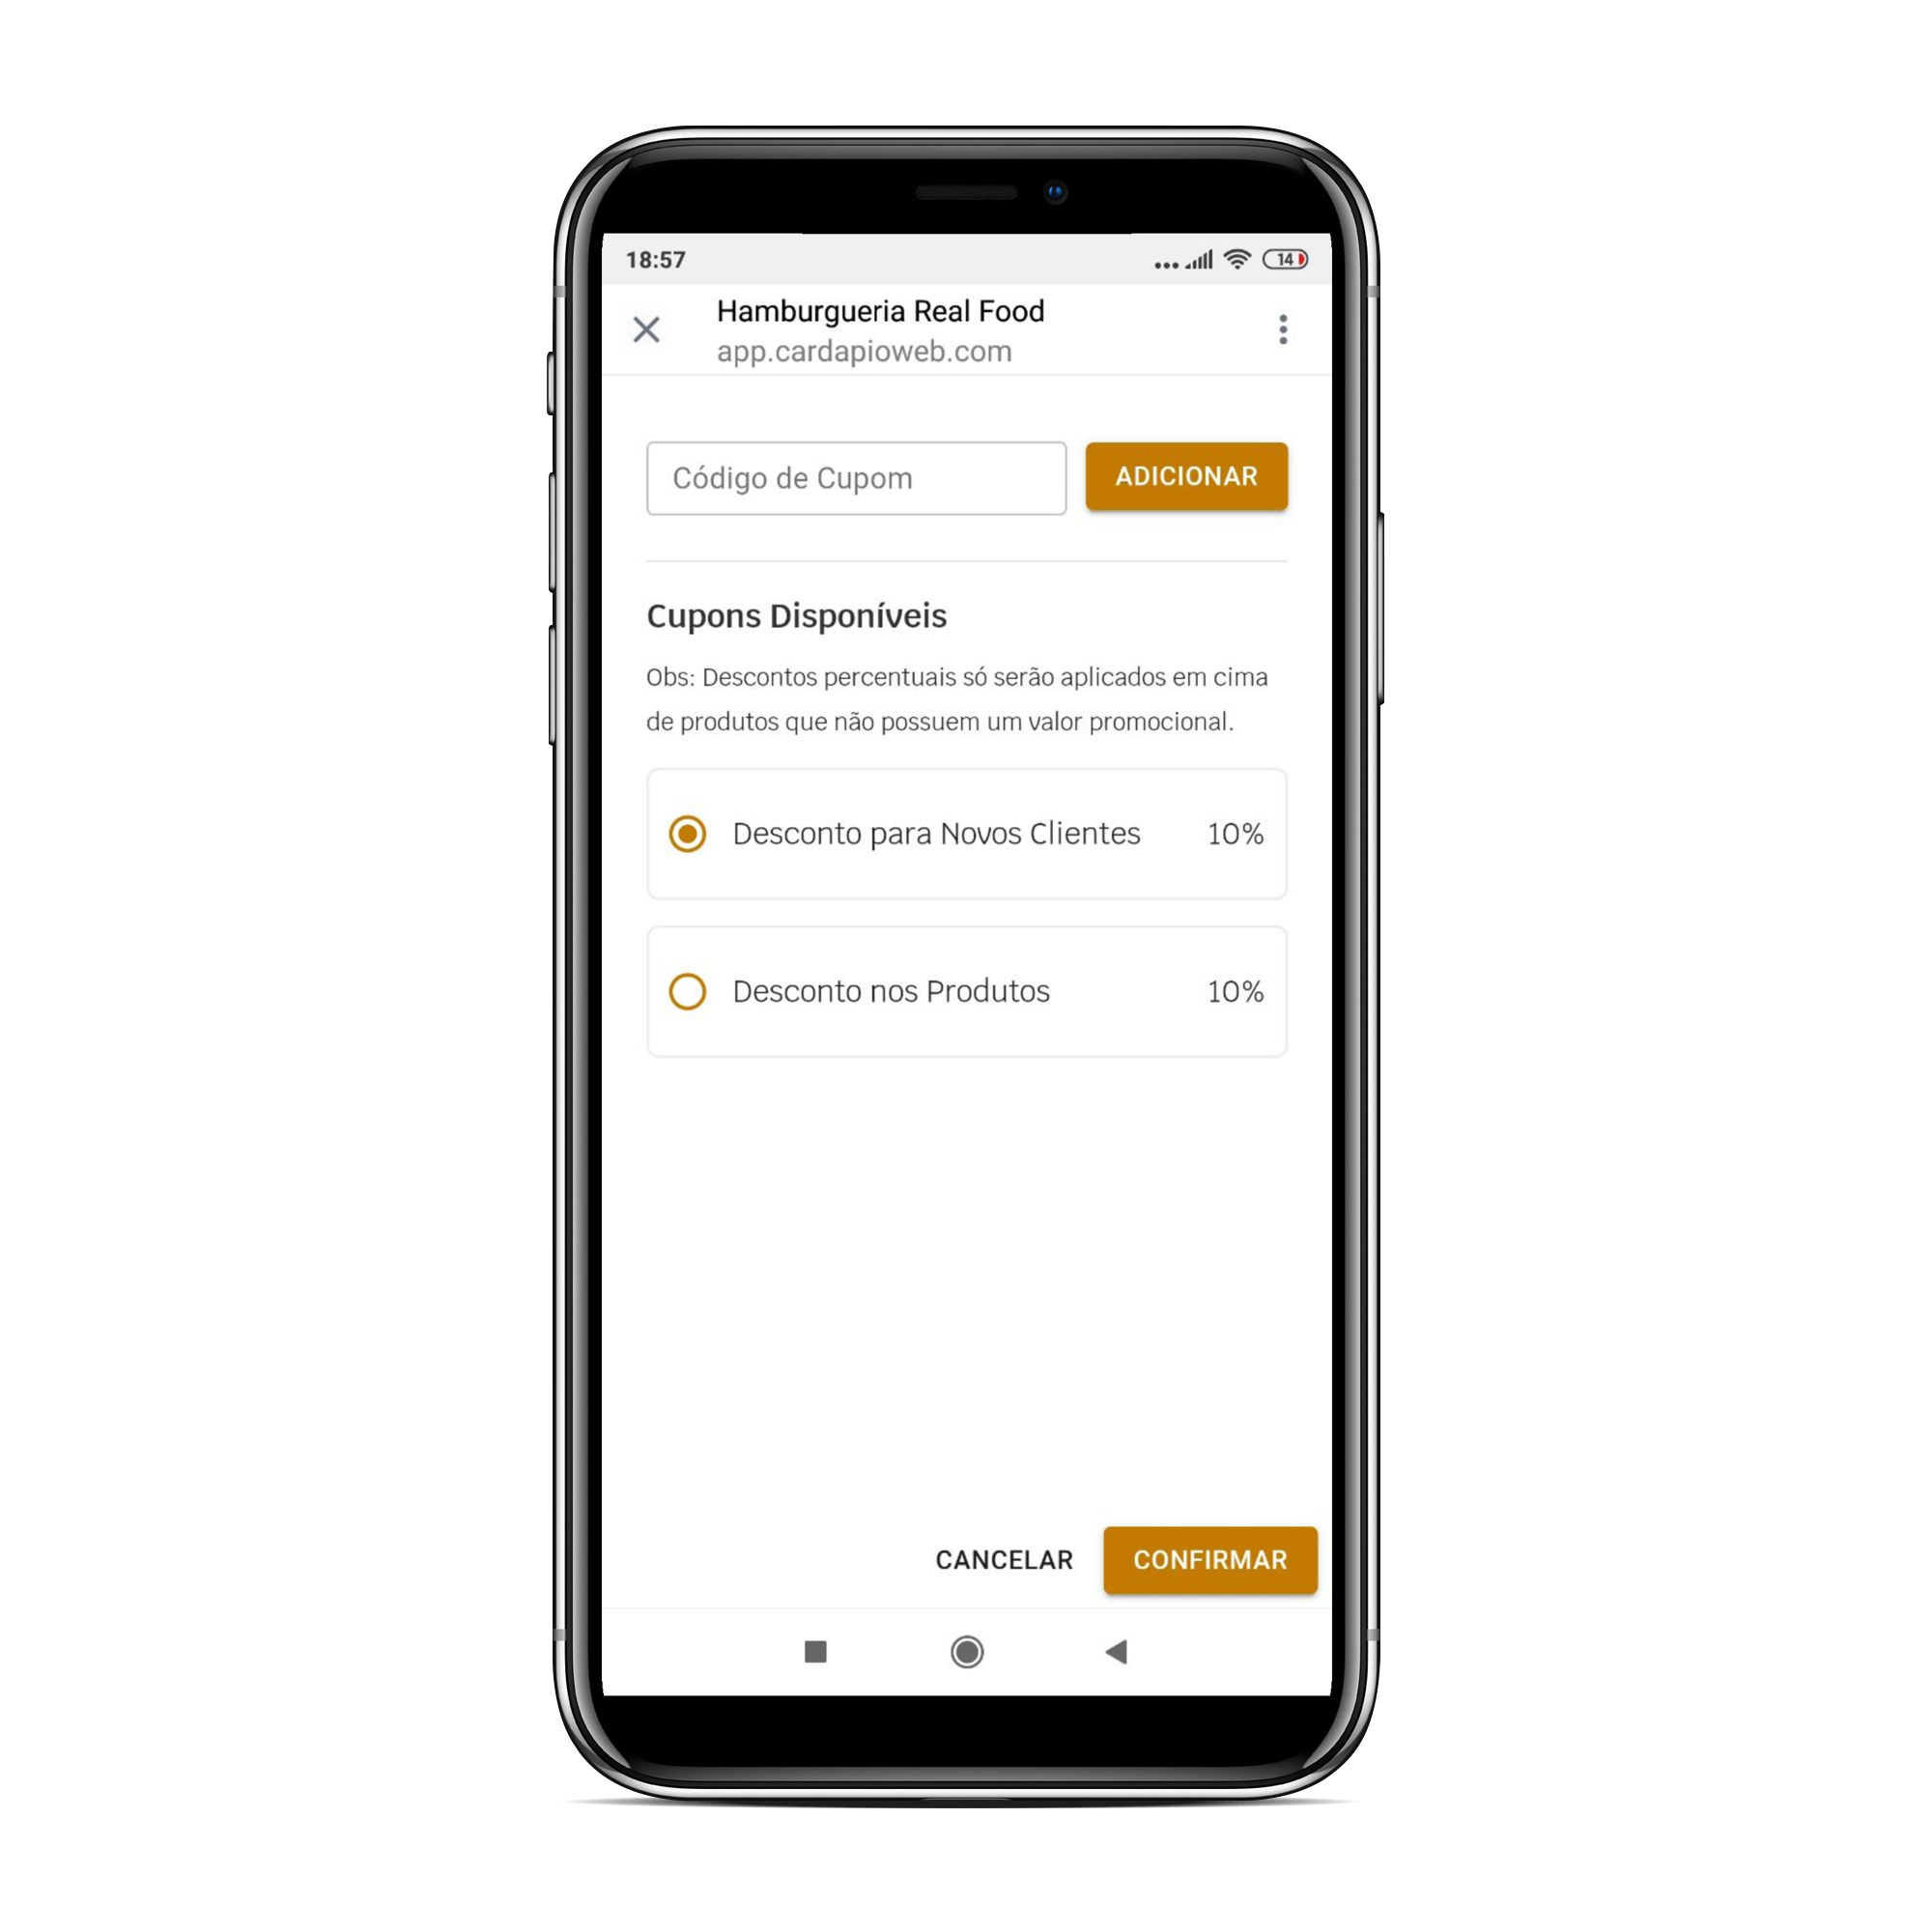 18:57
14
Hamburgueria Real Food
app.cardapioweb.com
Código de Cupom
ADICIONAR
Cupons Disponíveis
Obs: Descontos percentuais só serão aplicados em cima
de produtos que não possuem um valor promocional.
Desconto para Novos Clientes 10%
Desconto nos Produtos 10%
CANCELAR
CONFIRMAR